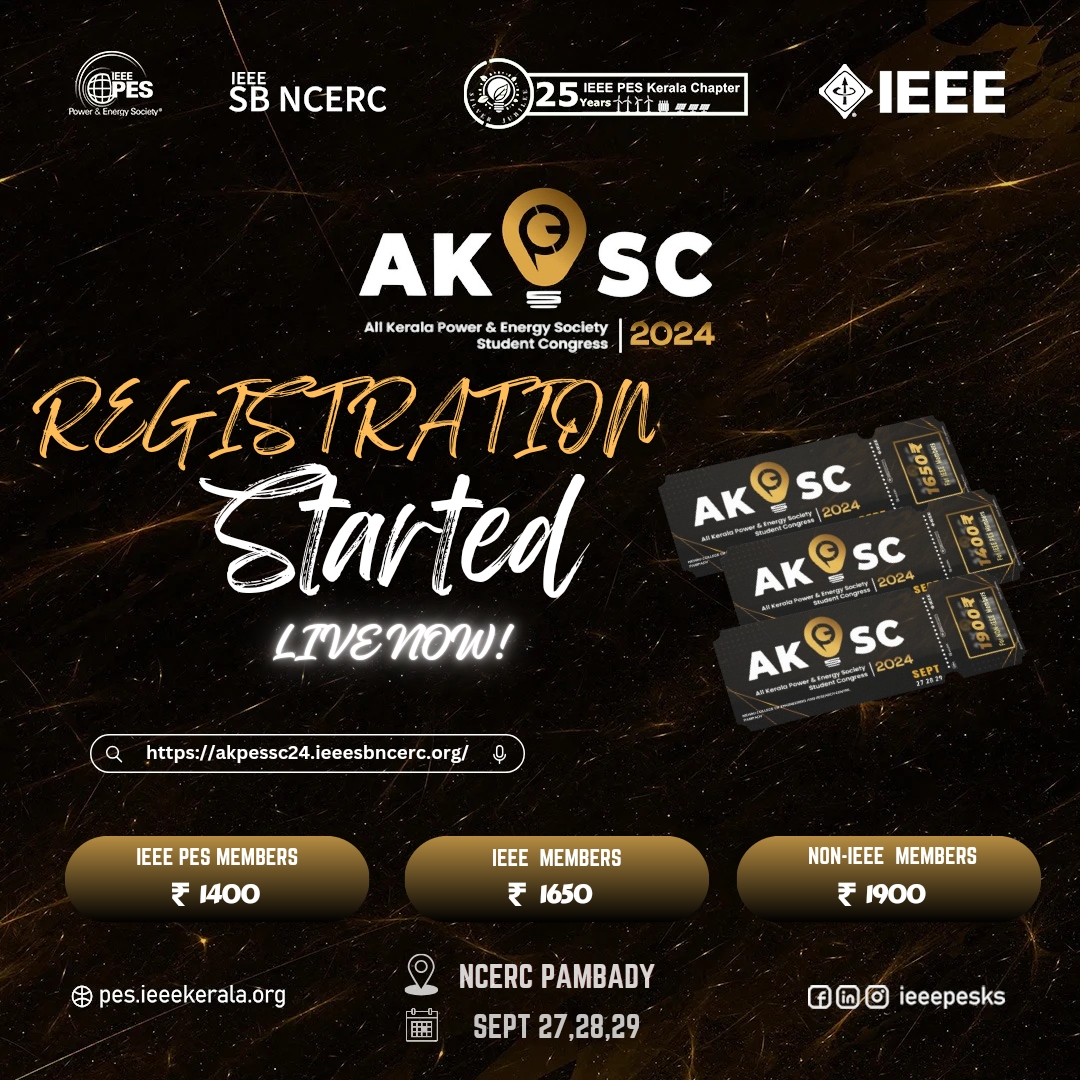 IEEE
PES
Power & Energy Society®
IEEE
SB NCERC
25 Years
IEEE PES Kerala Chapter
IEEE
AK SC
All Kerala Power & Energy Society
Student Congress
2024
REGISTRATION
Started
LIVE NOW!
AK SC
All Kerala Power & Energy Society
Student Congress
2024
1650₹
AK SC
All Kerala Power & Energy Society
Student Congress
2024
1400₹
AK SC
All Kerala Power & Energy Society
Student Congress
2024
SEPT
27 28 29
1900₹
https://akpessc24.ieeesbncerc.org/
IEEE PES MEMBERS
₹ 1400
IEEE MEMBERS
₹ 1650
NON-IEEE MEMBERS
₹ 1900
NCERC PAMBADY
SEPT 27,28,29
pes.ieeekerala.org
ieeepesks